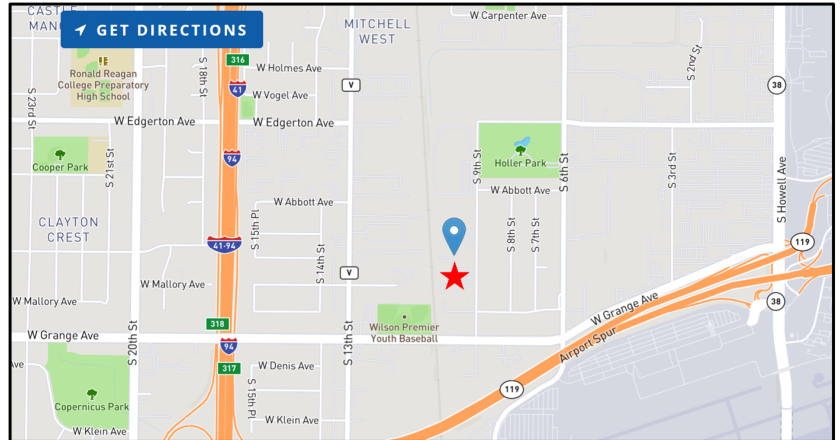 CASTLE
MAN
GET DIRECTIONS
MITCHELL
WEST
W Carpenter Ave
316
Ronald Reagan
College Preparatory
High School
S 18th St
W Holmes Ave
41
V
S 2nd St
38
S 23rd St
W Vogel Ave
W Edgerton Ave
W Edgerton Ave
Cooper Park
S 21st St
94
Holler Park
S 9th St
S 6th St
S 3rd St
S Howell Ave
W Abbott Ave
W Abbott Ave
CLAYTON
CREST
S 15th Pl
S 14th St
S 8th St
S 7th St
41-94
119
V
W Mallory Ave
W Mallory Ave
W Grange Ave
38
318
Wilson Premier
Youth Baseball
W Grange Ave
S 20th St
94
S 13th St
Airport Spur
317
W Denis Ave
S 15th Pl
119
Copernicus Park
W Klein Ave
W Klein Ave